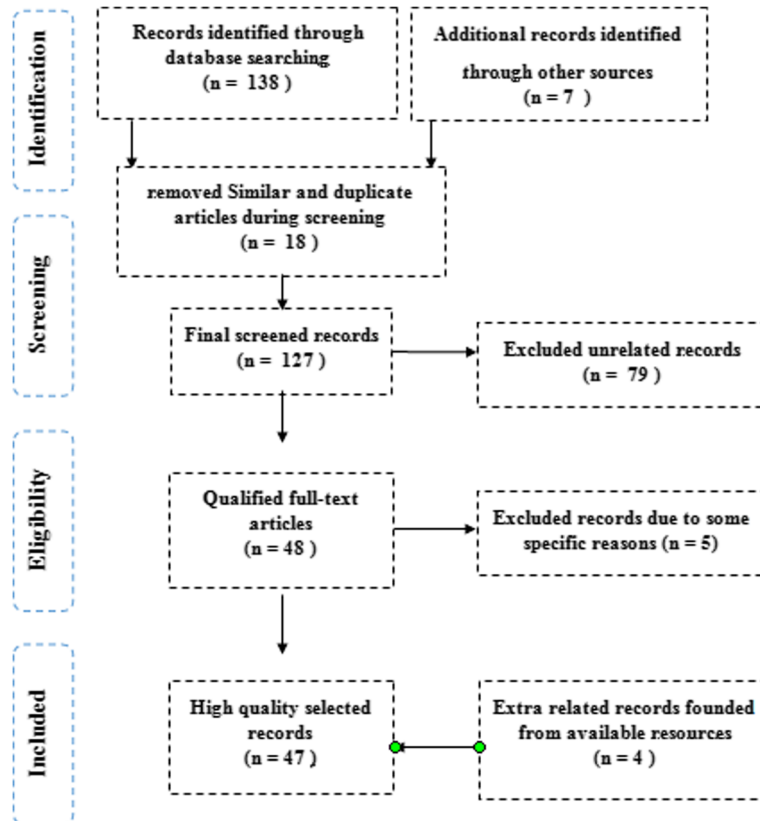 Identification
Records identified through
database searching
(n = 138 )
Additional records identified
through other sources
(n = 7 )
removed Similar and duplicate
articles during screening
(n = 18 )
Screening
Final screened records
(n = 127 )
Excluded unrelated records
(n = 79 )
Eligibility
Qualified full-text
articles
(n = 48 )
Excluded records due to some
specific reasons (n = 5)
Included
High quality selected
records
(n = 47 )
Extra related records founded
from available resources
(n = 4 )